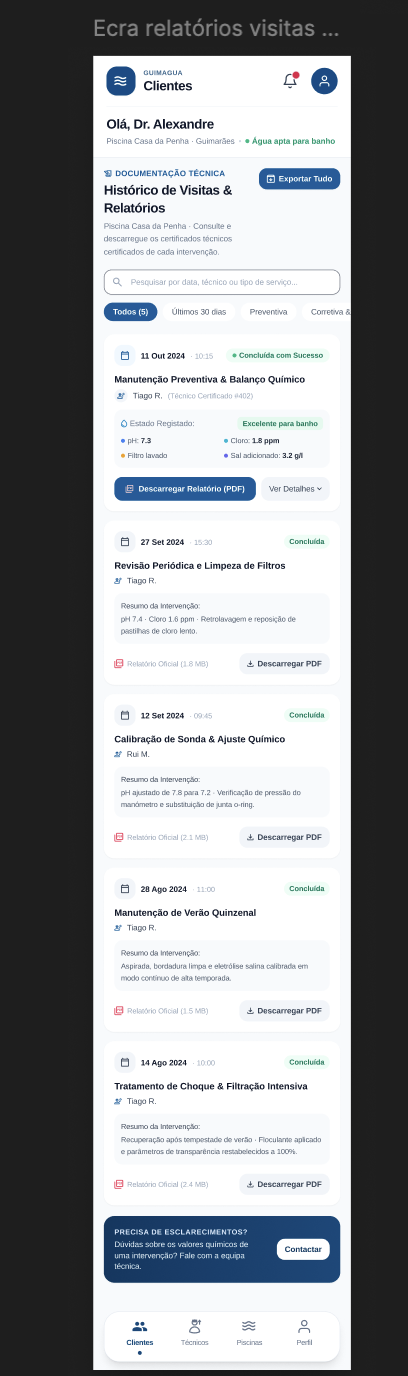 Ecra relatórios visitas ...
GUIMAGUA
Clientes
Olá, Dr. Alexandre
Piscina Casa da Penha · Guimarães · Água apta para banho
DOCUMENTAÇÃO TÉCNICA
Exportar Tudo
Histórico de Visitas &
Relatórios
Piscina Casa da Penha · Consulte e
descarregue os certificados técnicos
certificados de cada intervenção.
Pesquisar por data, técnico ou tipo de serviço...
Todos (5) Últimos 30 dias Preventiva Corretiva &
11 Out 2024 · 10:15 Concluída com Sucesso
Manutenção Preventiva & Balanço Químico
Tiago R. (Técnico Certificado #402)
Estado Registado: Excelente para banho
pH: 7.3 Cloro: 1.8 ppm
Filtro lavado Sal adicionado: 3.2 g/l
Descarregar Relatório (PDF) Ver Detalhes
27 Set 2024 · 15:30 Concluída
Revisão Periódica e Limpeza de Filtros
Tiago R.
Resumo da Intervenção:
pH 7.4 · Cloro 1.6 ppm · Retrolavagem e reposição de
pastilhas de cloro lento.
Relatório Oficial (1.8 MB) Descarregar PDF
12 Set 2024 · 09:45 Concluída
Calibração de Sonda & Ajuste Químico
Rui M.
Resumo da Intervenção:
pH ajustado de 7.8 para 7.2 · Verificação de pressão do
manómetro e substituição de junta o-ring.
Relatório Oficial (2.1 MB) Descarregar PDF
28 Ago 2024 · 11:00 Concluída
Manutenção de Verão Quinzenal
Tiago R.
Resumo da Intervenção:
Aspirada, bordadura limpa e eletrólise salina calibrada em
modo contínuo de alta temporada.
Relatório Oficial (1.5 MB) Descarregar PDF
14 Ago 2024 · 10:00 Concluída
Tratamento de Choque & Filtração Intensiva
Tiago R.
Resumo da Intervenção:
Recuperação após tempestade de verão · Floculante aplicado
e parâmetros de transparência restabelecidos a 100%.
Relatório Oficial (2.4 MB) Descarregar PDF
PRECISA DE ESCLARECIMENTOS?
Dúvidas sobre os valores químicos de
uma intervenção? Fale com a equipa
técnica.
Contactar
Clientes Técnicos Piscinas Perfil